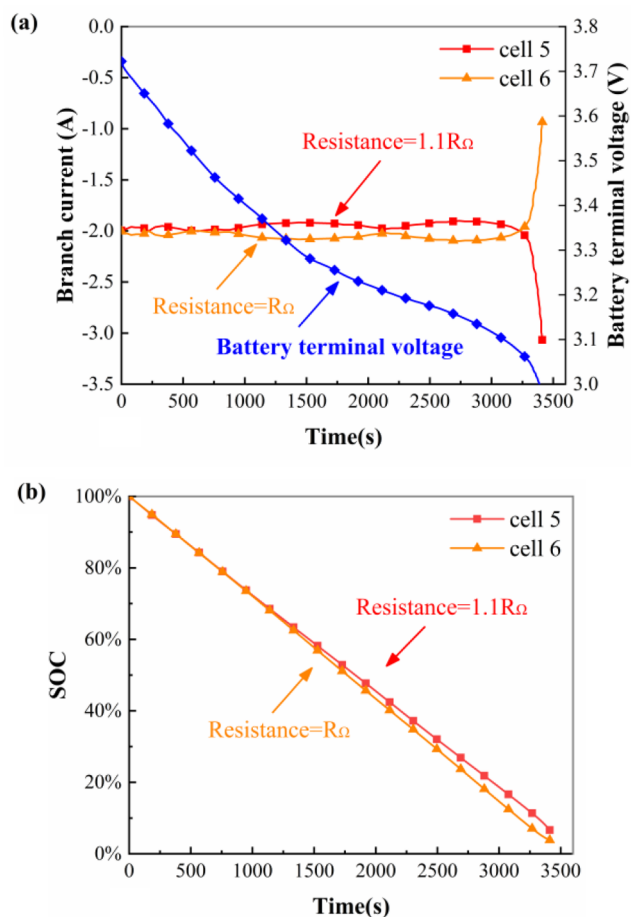 (a)
0.0
-0.5
-1.0
-1.5
-2.0
-2.5
-3.0
-3.5
Branch current (A)
3.8
3.7
3.6
3.5
3.4
3.3
3.2
3.1
3.0
Battery terminal voltage (V)
cell 5
cell 6
Resistance=1.1RΩ
Resistance=RΩ
Battery terminal voltage
0 500 1000 1500 2000 2500 3000 3500
Time(s)
(b)
100%
80%
60%
40%
20%
0%
SOC
cell 5
cell 6
Resistance=1.1RΩ
Resistance=RΩ
0 500 1000 1500 2000 2500 3000 3500
Time(s)